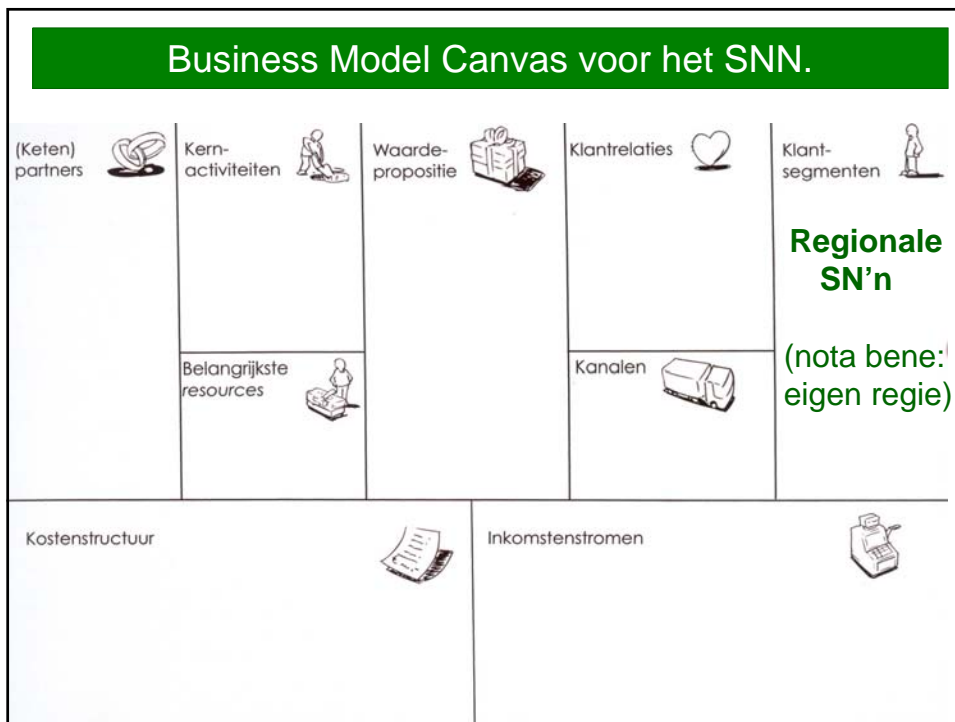 Business Model Canvas voor het SNN.
(Keten)
partners
Kern-
activiteiten
Waarde-
propositie
Klantrelaties
Klant-
segmenten
Regionale
SN’n
(nota bene:
eigen regie)
Belangrijkste
resources
Kanalen
Kostenstructuur
Inkomstenstromen